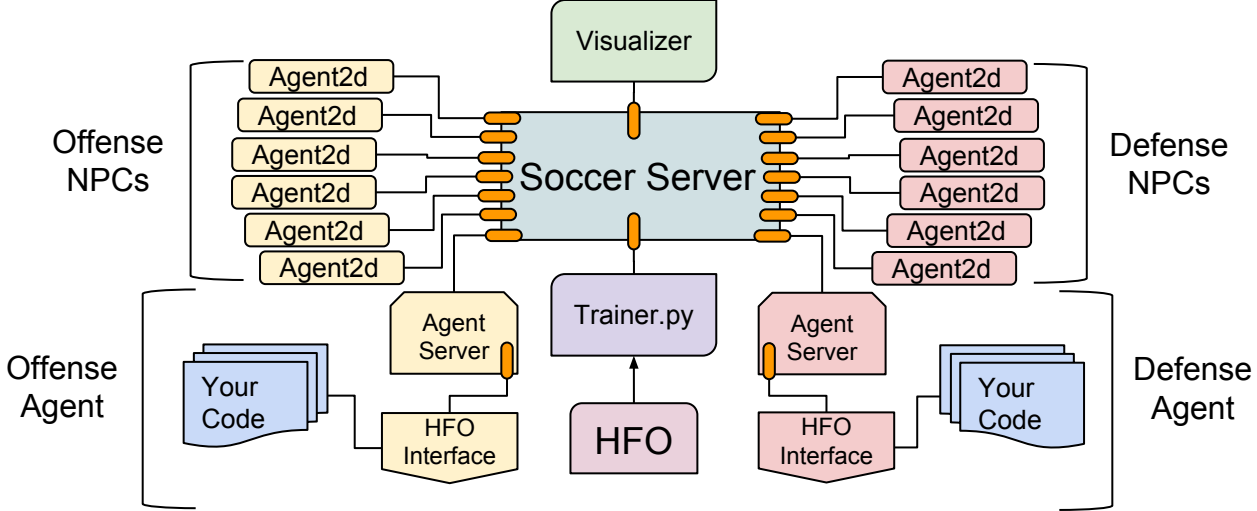 Visualizer
Offense
NPCs
Agent2d
Agent2d
Agent2d
Agent2d
Agent2d
Agent2d
Soccer Server
Agent2d
Agent2d
Agent2d
Agent2d
Agent2d
Agent2d
Defense
NPCs
Offense
Agent
Your
Code
Agent
Server
HFO
Interface
Trainer.py
HFO
Agent
Server
HFO
Interface
Your
Code
Defense
Agent